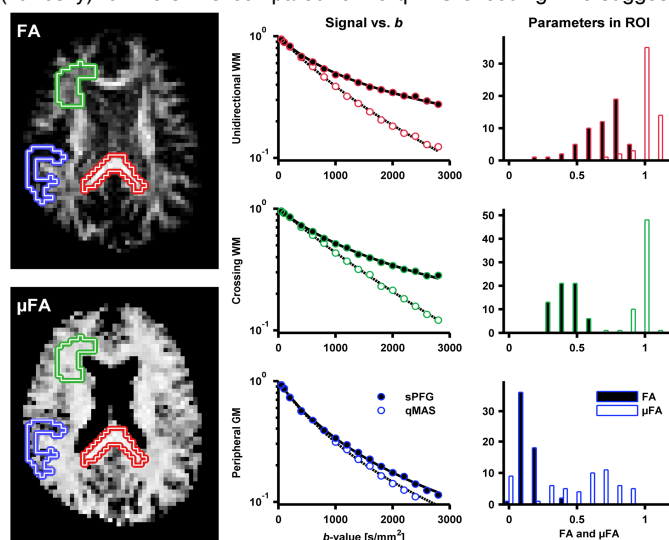 compared encoding
FA
µFA
Signal vs. b
Unidirectional WM
10⁰
10⁻¹
0 1000 2000 3000
Crossing WM
10⁰
10⁻¹
0 1000 2000 3000
Peripheral GM
10⁰
10⁻¹
sPFG
qMAS
0 1000 2000 3000
b-value [s/mm²]
Parameters in ROI
30
20
10
0
0 0.5 1
50
40
30
20
10
0
0 0.5 1
FA
µFA
30
20
10
0
0 0.5 1
FA and µFA